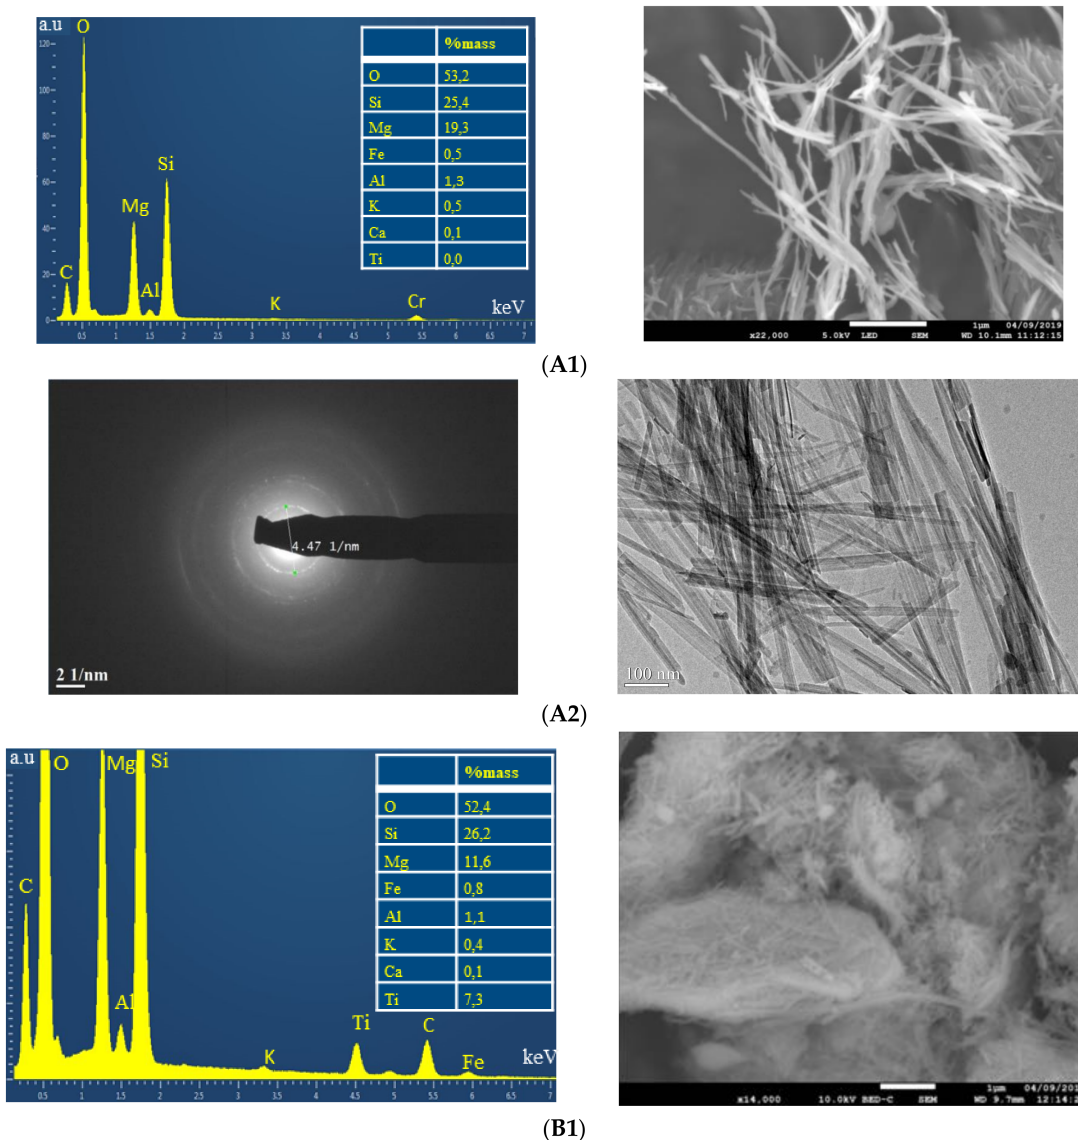 a.u
O
%mass
O 53,2
Si 25,4
Mg 19,3
Fe 0,5
Al 1,3
K 0,5
Ca 0,1
Ti 0,0
120
100
80
60
40
20
0
C
Mg
Al
Si
K
Cr
keV
0.5 1 1.5 2 2.5 3 3.5 4 4.5 5 5.5 6 6.5 7
1µm 04/09/2019
x22,000 5.0kV LED SEM WD 10.1mm 11:12:15
(A1)
4.47 1/nm
2 1/nm
100 nm
(A2)
a.u
O
Mg
Si
%mass
O 52,4
Si 26,2
Mg 11,6
Fe 0,8
Al 1,1
K 0,4
Ca 0,1
Ti 7,3
C
Al
K
Ti
C
Fe
keV
0.5 1 1.5 2 2.5 3 3.5 4 4.5 5 5.5 6 6.5 7
1µm 04/09/201
x14,000 10.0kV BED-C SEM WD 9.7mm 12:14:2
(B1)